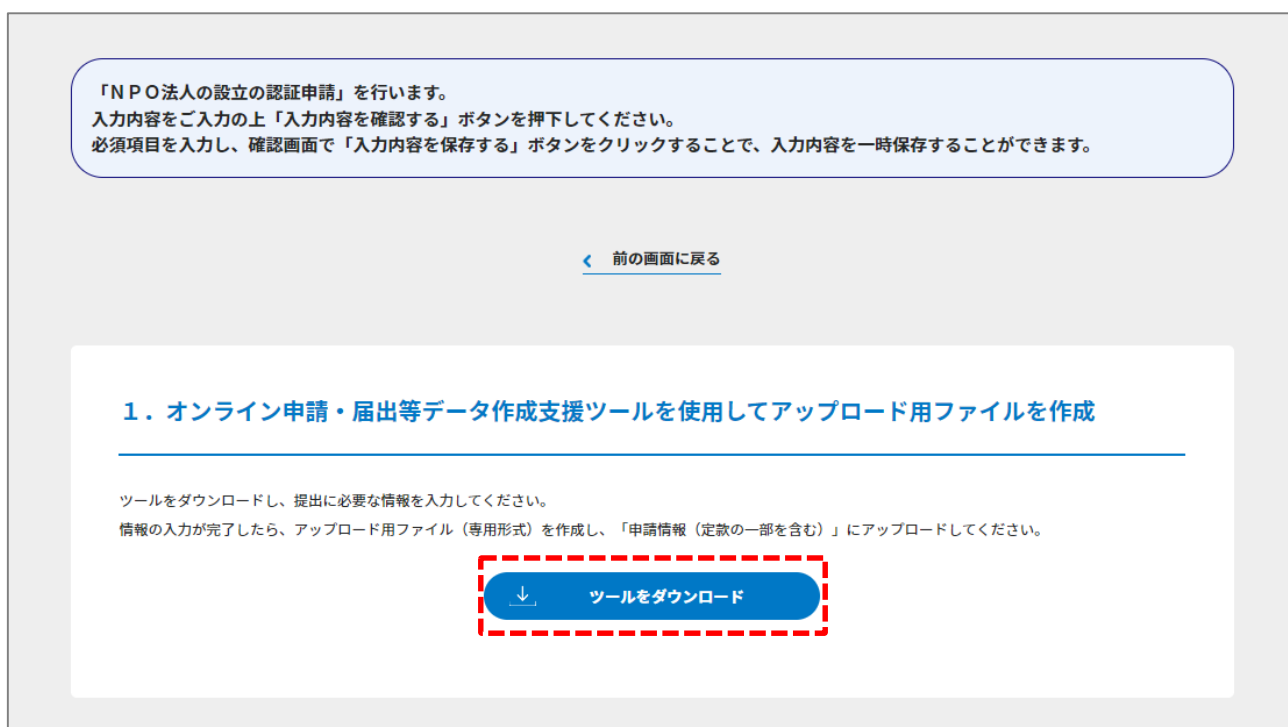 「ＮＰＯ法人の設立の認証申請」を行います。
入力内容をご入力の上「入力内容を確認する」ボタンを押下してください。
必須項目を入力し、確認画面で「入力内容を保存する」ボタンをクリックすることで、入力内容を一時保存することができます。
前の画面に戻る
１．オンライン申請・届出等データ作成支援ツールを使用してアップロード用ファイルを作成
ツールをダウンロードし、提出に必要な情報を入力してください。
情報の入力が完了したら、アップロード用ファイル（専用形式）を作成し、「申請情報（定款の一部を含む）」にアップロードしてください。
ツールをダウンロード